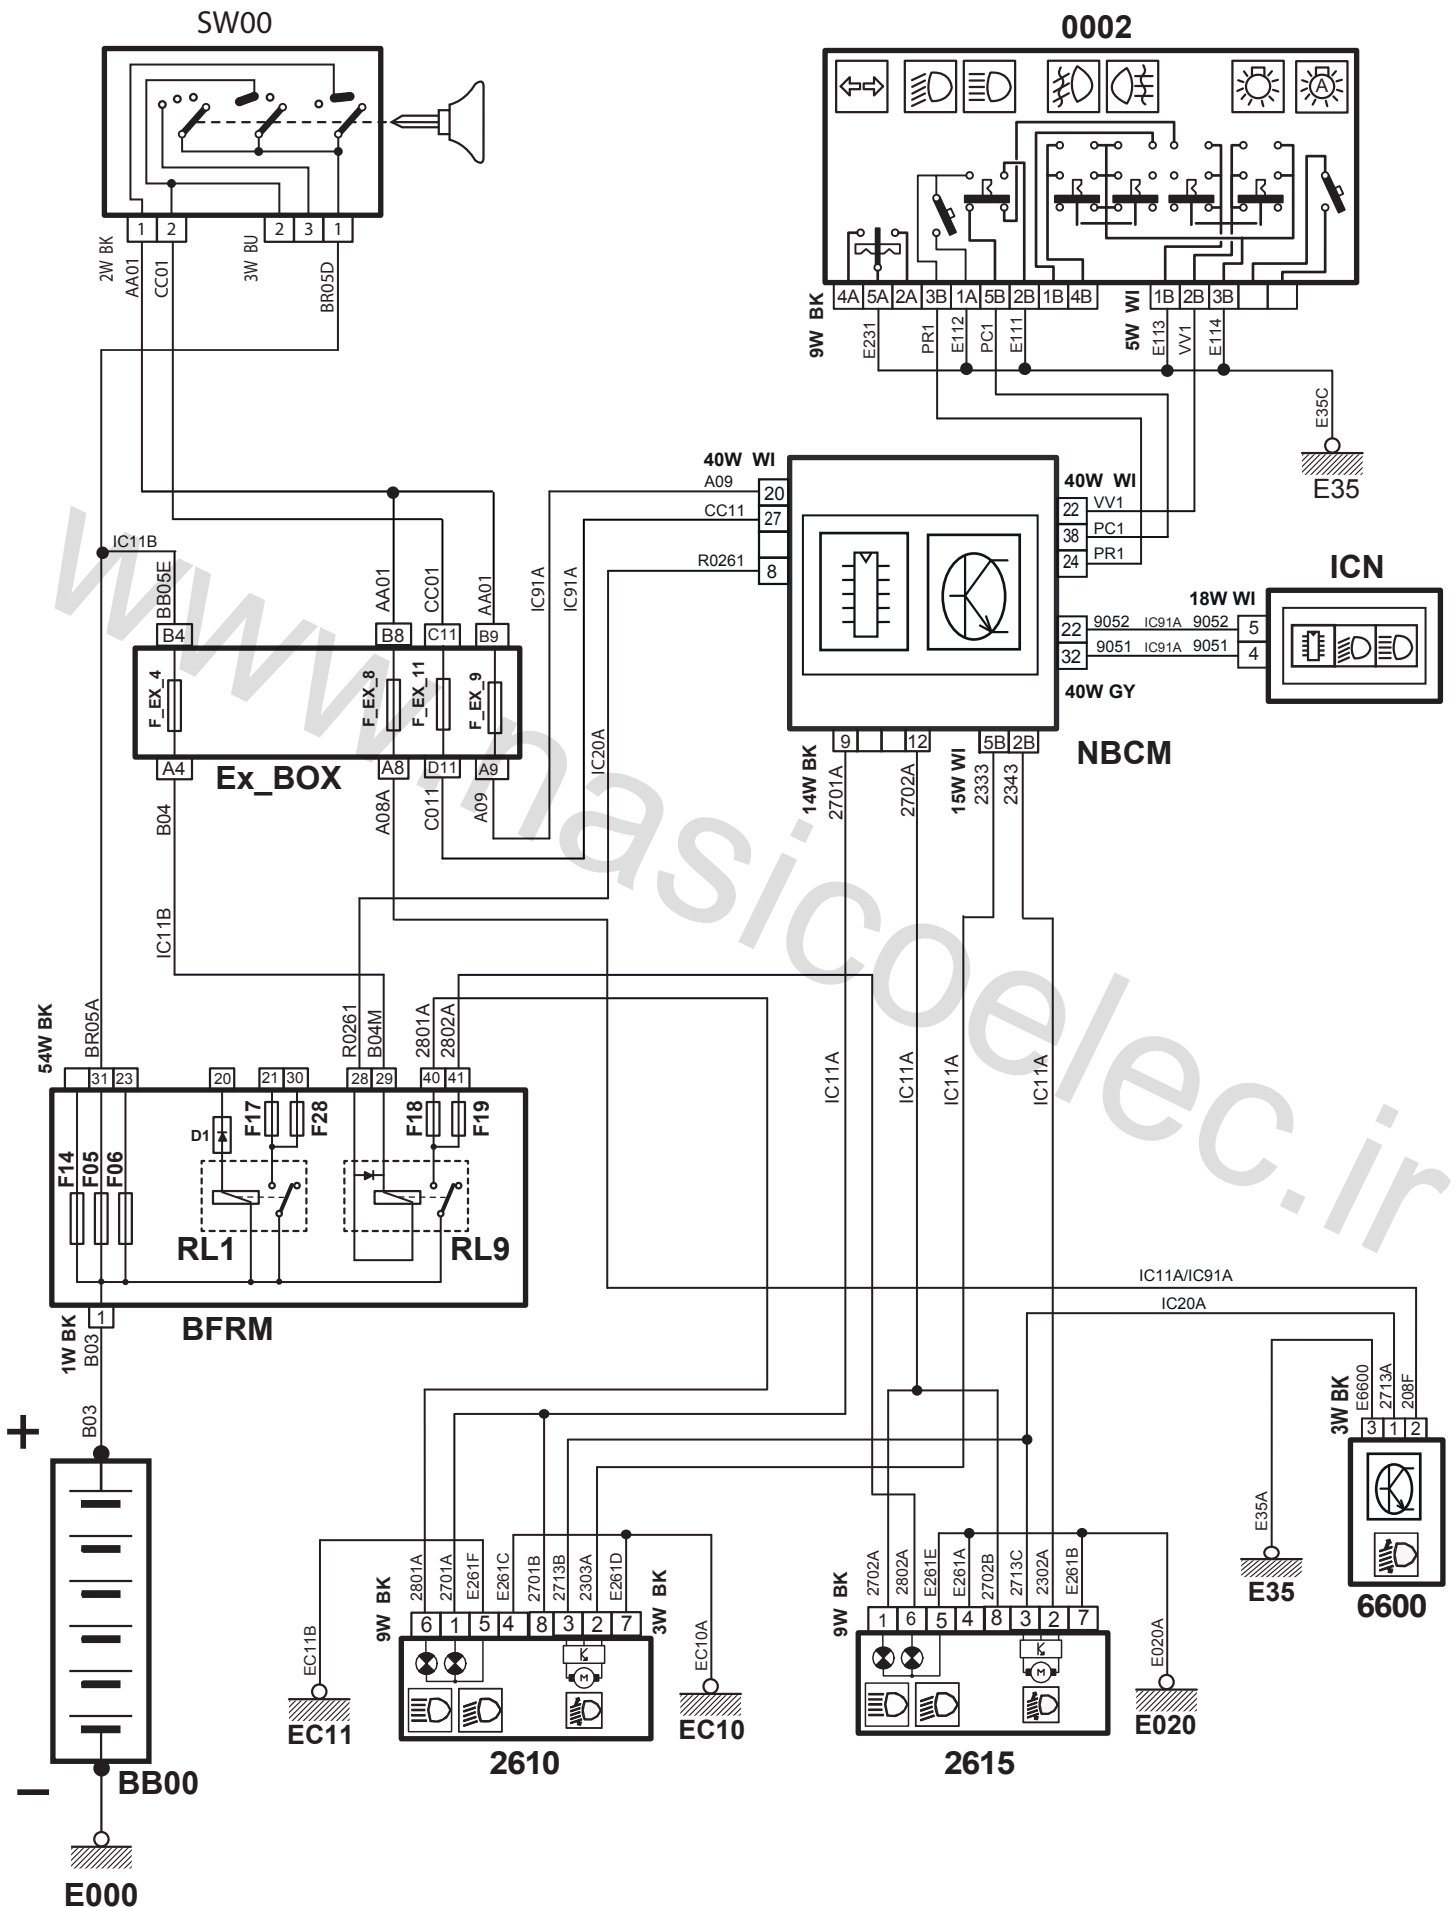 SW00
0002
A
1 2
2 3 1
2W BK
AA01
CC01
3W BU
BR05D
4A 5A 2A 3B 1A 5B 2B 1B 4B
1B 2B 3B
9W BK
E231
PR1
E112
PC1
E111
5W WI
E113
VV1
E114
E35C
E35
40W WI
A09
20
CC11
27
R0261
8
40W WI
22
VV1
38
PC1
24
PR1
22
9052 IC91A 9052
32
9051 IC91A 9051
40W GY
ICN
18W WI
5
4
NBCM
9
12
5B 2B
14W BK
2701A
2702A
15W WI
2333
2343
IC11B
BB05E
AA01
CC01
AA01
IC91A
IC91A
B4
B8
C11
B9
F_EX_4
F_EX_8
F_EX_11
F_EX_9
A4
A8
D11
A9
Ex_BOX
B04
A08A
C011
A09
IC20A
IC11B
www.nasicoelec.ir
54W BK
BR05A
R0261
B04M
2801A
2802A
IC11A
IC11A
IC11A
IC11A
31 23
20
21 30
28 29
40 41
D1
F17
F28
F18
F19
F14
F05
F06
RL1
RL9
BFRM
1
1W BK
B03
B03
+
IC11A/IC91A
IC20A
3W BK
E6600
2713A
208F
3 1 2
E35A
E35
6600
9W BK
2801A
2701A
E261F
E261C
2701B
2713B
2303A
E261D
3W BK
6 1 5 4 8 3 2 7
K
M
EC11B
EC11
EC10A
EC10
2610
9W BK
2702A
2802A
E261E
E261A
2702B
2713C
2302A
E261B
1 6 5 4 8 3 2 7
K
M
E020A
E020
2615
BB00
−
E000